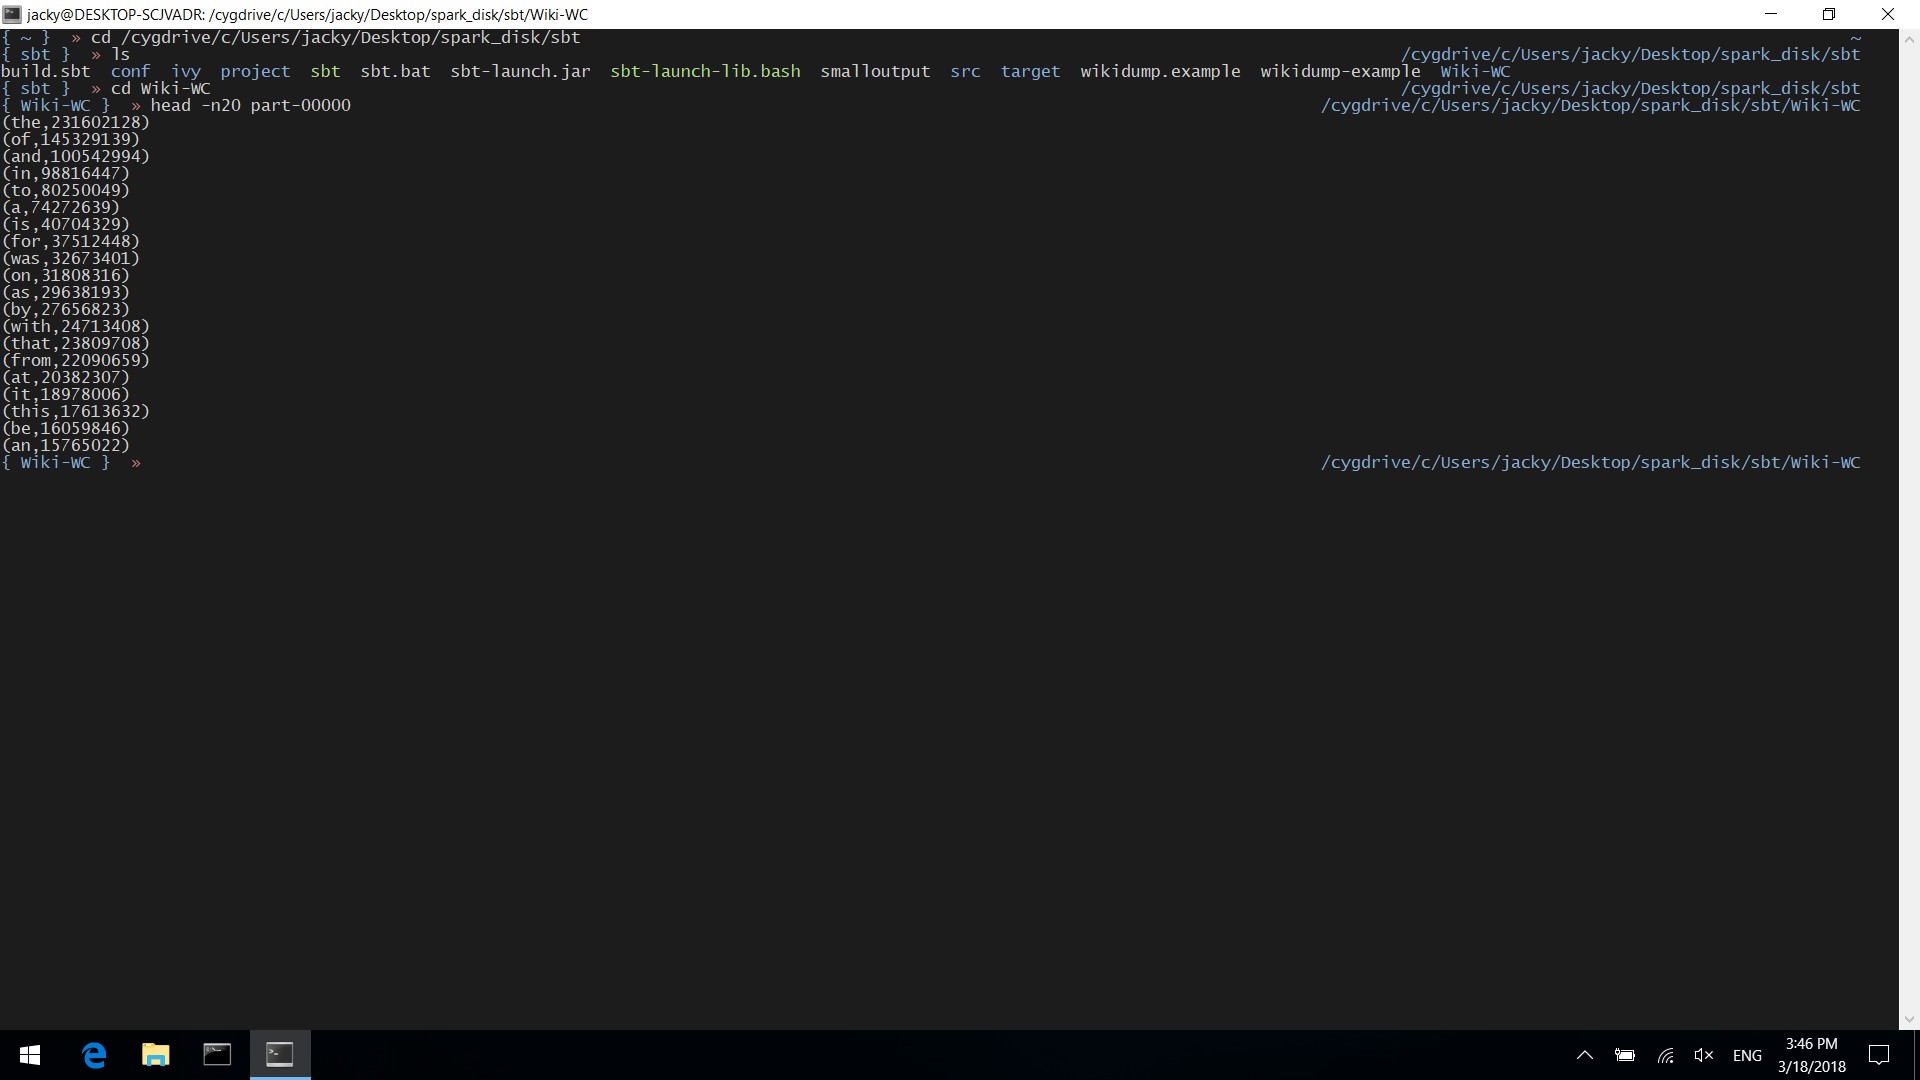 jacky@DESKTOP-SCJVADR: /cygdrive/c/Users/jacky/Desktop/spark_disk/sbt/Wiki-WC
{ ~ }  » cd /cygdrive/c/Users/jacky/Desktop/spark_disk/sbt ~
{ sbt }  » ls /cygdrive/c/Users/jacky/Desktop/spark_disk/sbt
build.sbt  conf  ivy  project  sbt  sbt.bat  sbt-launch.jar  sbt-launch-lib.bash  smalloutput  src  target  wikidump.example  wikidump-example  Wiki-WC
{ sbt }  » cd Wiki-WC /cygdrive/c/Users/jacky/Desktop/spark_disk/sbt
{ Wiki-WC }  » head -n20 part-00000 /cygdrive/c/Users/jacky/Desktop/spark_disk/sbt/Wiki-WC
(the,231602128)
(of,145329139)
(and,100542994)
(in,98816447)
(to,80250049)
(a,74272639)
(is,40704329)
(for,37512448)
(was,32673401)
(on,31808316)
(as,29638193)
(by,27656823)
(with,24713408)
(that,23809708)
(from,22090659)
(at,20382307)
(it,18978006)
(this,17613632)
(be,16059846)
(an,15765022)
{ Wiki-WC }  » /cygdrive/c/Users/jacky/Desktop/spark_disk/sbt/Wiki-WC
ENG
3:46 PM
3/18/2018